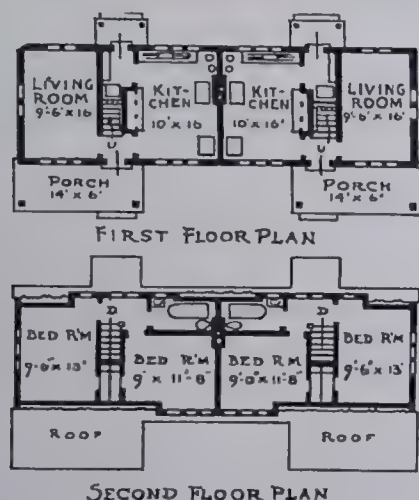 LIVING
ROOM
9'-6" x 16'
KIT-
CHEN
10' x 16'
KIT-
CHEN
10' x 16'
LIVING
ROOM
9'-6" x 16'
U
U
PORCH
14' x 6'
PORCH
14' x 6'
FIRST FLOOR PLAN
D
D
BED R'M
9'-6" x 13'
BED R'M
9' x 11'-8"
BED R'M
9'-0" x 11'-8"
BED R'M
9'-6" x 13'
ROOF
ROOF
SECOND FLOOR PLAN